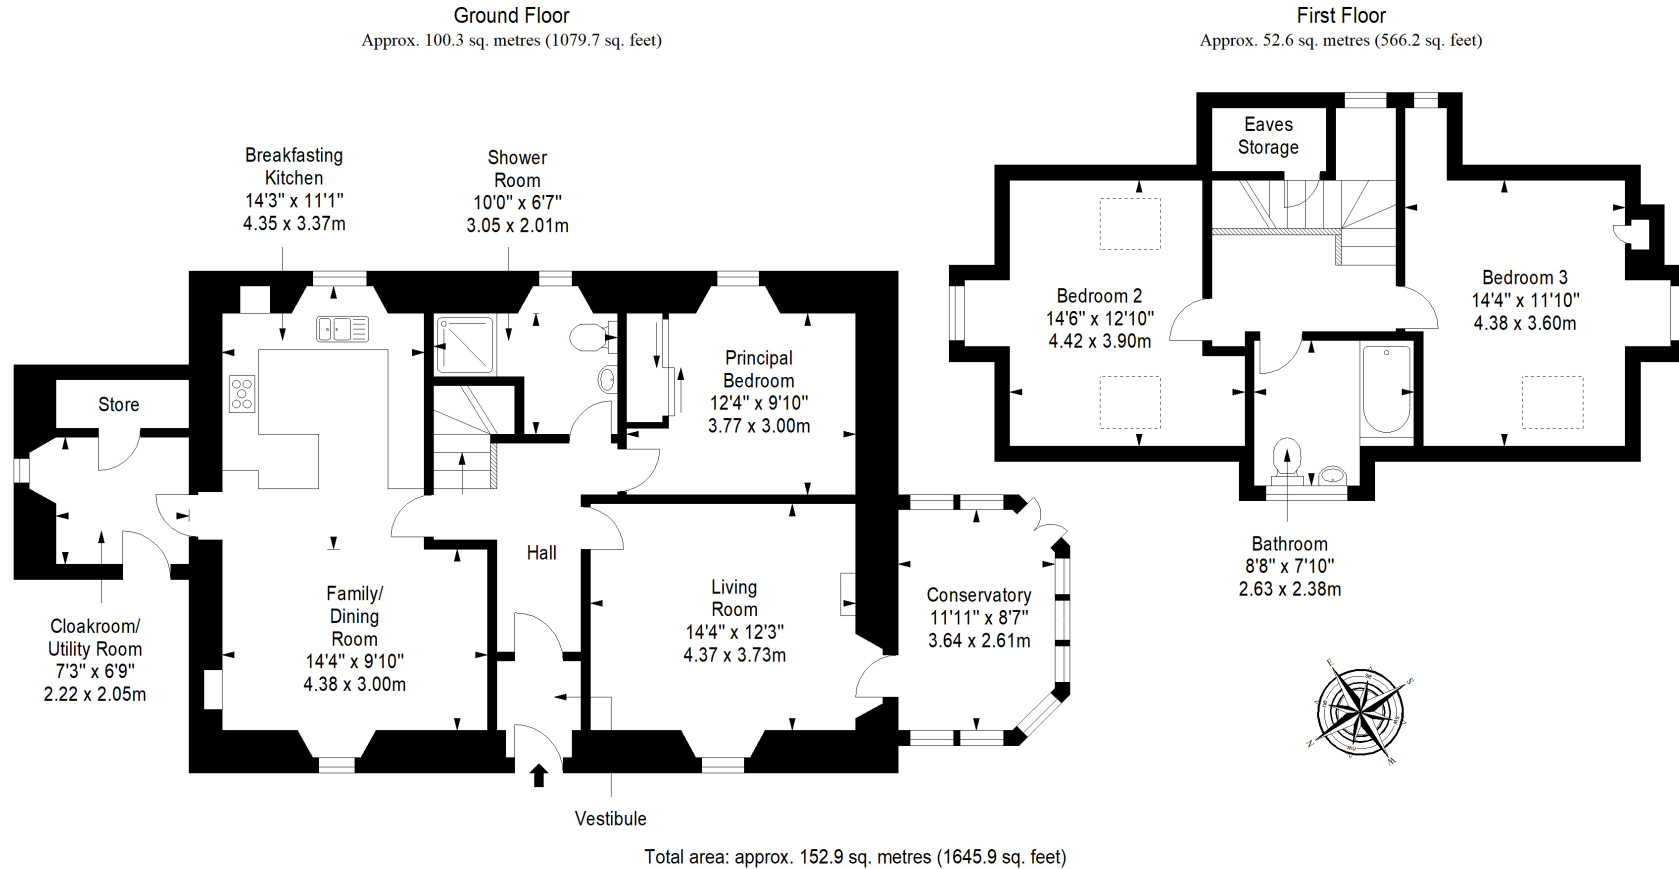 Ground Floor
Approx. 100.3 sq. metres (1079.7 sq. feet)
First Floor
Approx. 52.6 sq. metres (566.2 sq. feet)
Breakfasting
Kitchen
14'3" x 11'1"
4.35 x 3.37m
Shower
Room
10'0" x 6'7"
3.05 x 2.01m
Principal
Bedroom
12'4" x 9'10"
3.77 x 3.00m
Store
Cloakroom/
Utility Room
7'3" x 6'9"
2.22 x 2.05m
Family/
Dining
Room
14'4" x 9'10"
4.38 x 3.00m
Hall
Living
Room
14'4" x 12'3"
4.37 x 3.73m
Conservatory
11'11" x 8'7"
3.64 x 2.61m
Vestibule
Eaves
Storage
Bedroom 2
14'6" x 12'10"
4.42 x 3.90m
Bedroom 3
14'4" x 11'10"
4.38 x 3.60m
Bathroom
8'8" x 7'10"
2.63 x 2.38m
E
S
N
W
Total area: approx. 152.9 sq. metres (1645.9 sq. feet)